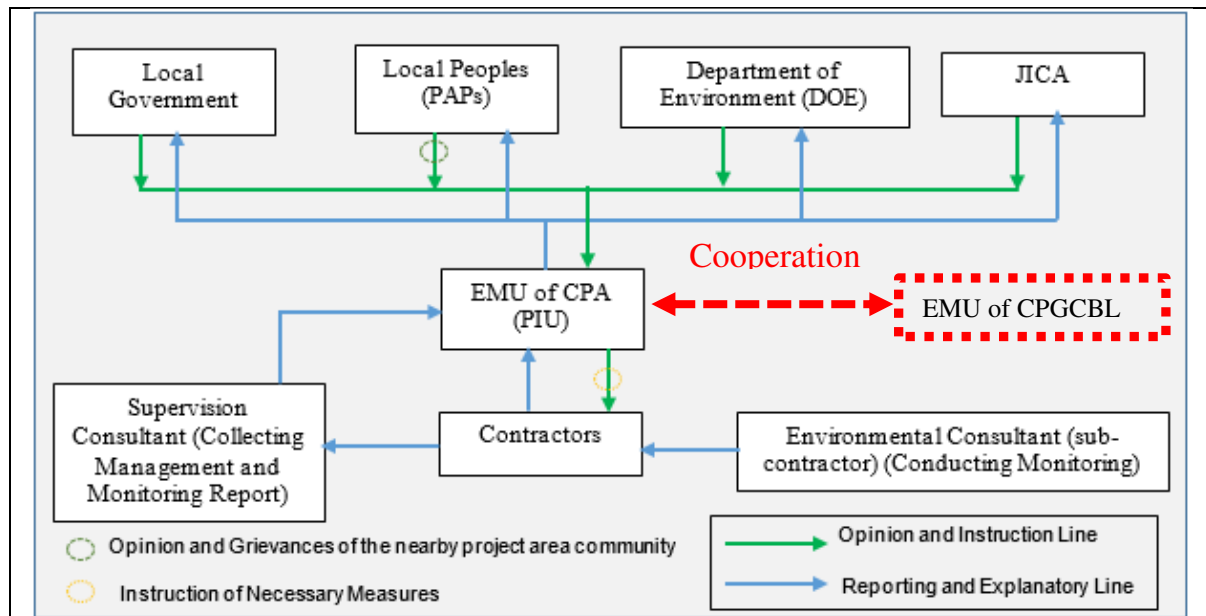 Local
Government
Local Peoples
(PAPs)
Department of
Environment (DOE)
JICA
Cooperation
EMU of CPA
(PIU)
EMU of CPGCBL
Supervision
Consultant (Collecting
Management and
Monitoring Report)
Contractors
Environmental Consultant (sub-
contractor) (Conducting Monitoring)
Opinion and Grievances of the nearby project area community
Instruction of Necessary Measures
Opinion and Instruction Line
Reporting and Explanatory Line